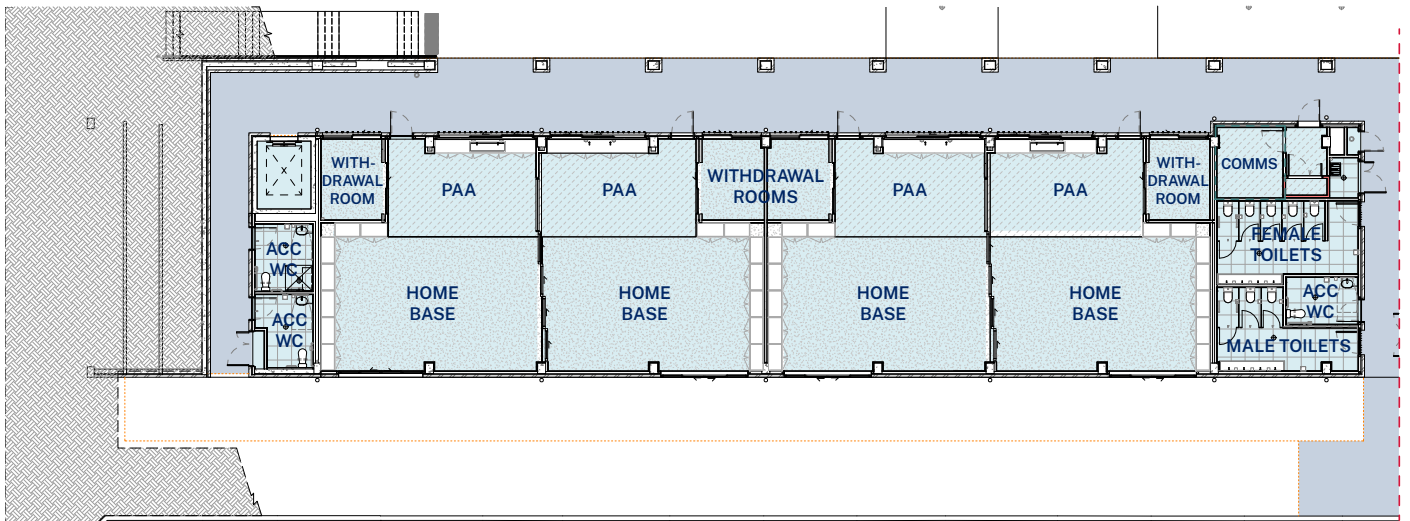 WITH-
DRAWAL
ROOM
PAA
PAA
WITHDRAWAL
ROOMS
PAA
PAA
WITH-
DRAWAL
ROOM
COMMS
ACC
WC
ACC
WC
HOME
BASE
HOME
BASE
HOME
BASE
HOME
BASE
FEMALE
TOILETS
ACC
WC
MALE TOILETS